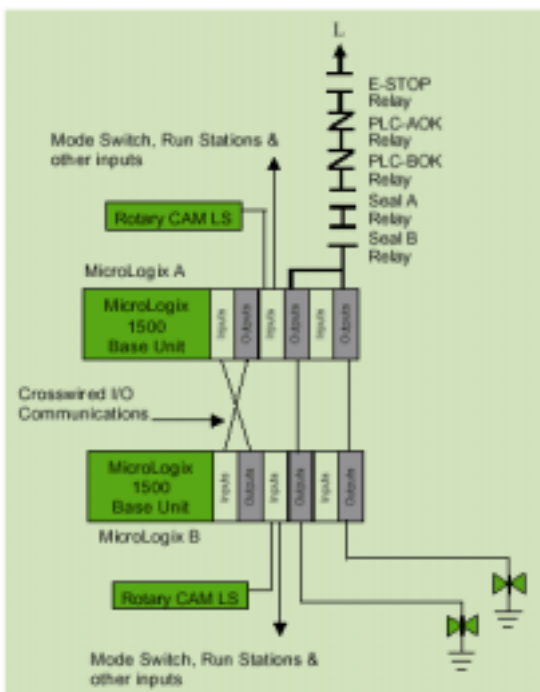 L
E-STOP
Relay
PLC-AOK
Relay
PLC-BOK
Relay
Seal A
Relay
Seal B
Relay
Mode Switch, Run Stations &
other inputs
Rotary CAM LS
MicroLogix A
MicroLogix
1500
Base Unit
Inputs
Outputs
Inputs
Outputs
Inputs
Outputs
Crosswired I/O
Communications
MicroLogix
1500
Base Unit
Inputs
Outputs
Inputs
Outputs
Inputs
Outputs
MicroLogix B
Rotary CAM LS
Mode Switch, Run Stations &
other inputs